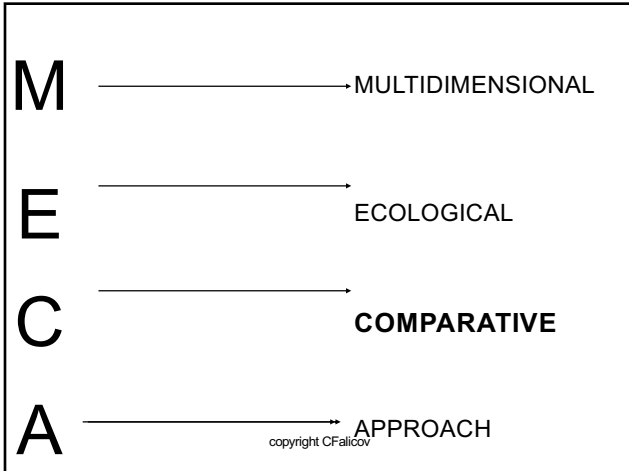 M MULTIDIMENSIONAL
E ECOLOGICAL
C COMPARATIVE
A APPROACH
copyright CFalicov